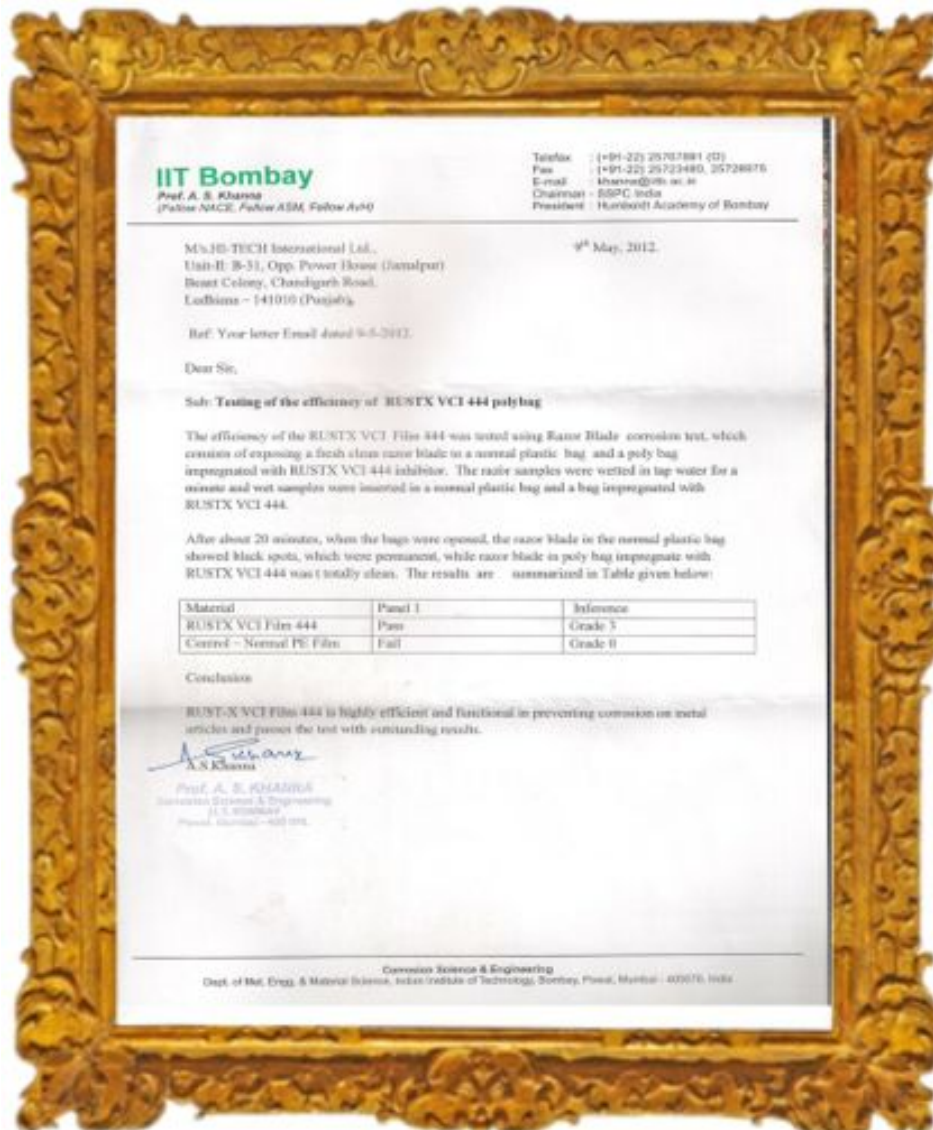 IIT Bombay
Prof. A. S. Khanna
(Fellow NACE, Fellow ASM, Fellow AvH)
Telefax : (+91-22) 25767891 (O)
Fax : (+91-22) 25723480, 25726975
E-mail : khanna@iitb.ac.in
Chairman : SSPC India
President : Humboldt Academy of Bombay
M/s.HI-TECH International Ltd.,
9th May, 2012.
Unit-II: B-31, Opp. Power House (Jamalpur)
Beant Colony, Chandigarh Road,
Ludhiana – 141010 (Punjab),
Ref: Your letter Email dated 9-5-2012.
Dear Sir,
Sub: Testing of the efficiency of RUSTX VCI 444 polybag
The efficiency of the RUSTX VCI Film 444 was tested using Razor Blade corrosion test, which
consists of exposing a fresh clean razor blade to a normal plastic bag and a poly bag
impregnated with RUSTX VCI 444 inhibitor. The razor samples were wetted in tap water for a
minute and wet samples were inserted in a normal plastic bag and a bag impregnated with
RUSTX VCI 444.
After about 20 minutes, when the bags were opened, the razor blade in the normal plastic bag
showed black spots, which were permanent, while razor blade in poly bag impregnate with
RUSTX VCI 444 was t totally clean. The results are summarized in Table given below:
Material Panel 1 Inference
RUSTX VCI Film 444 Pass Grade 3
Control – Normal PE Film Fail Grade 0
Conclusion
RUST-X VCI Film 444 is highly efficient and functional in preventing corrosion on metal
articles and passes the test with outstanding results.
A.S.Khanna
Prof. A. S. KHANNA
Corrosion Science & Engineering
I.I.T. BOMBAY
Powai, Mumbai - 400
Corrosion Science & Engineering
Dept. of Met. Engg. & Material Science, Indian Institute of Technology, Bombay, Powai, Mumbai - 400076, India